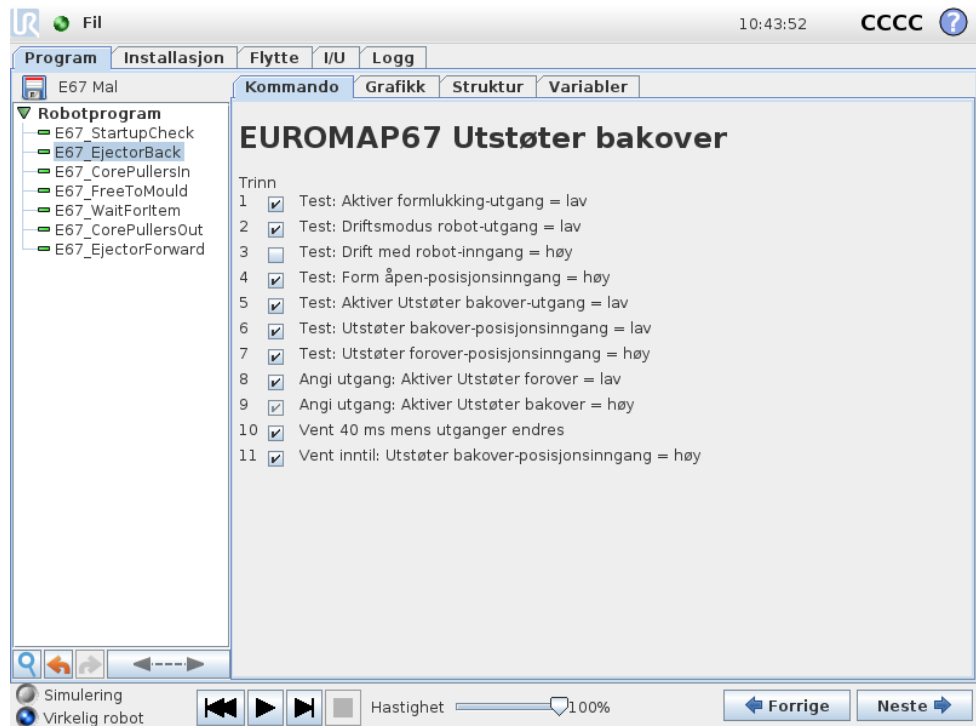 UR Fil 10:43:52 CCCC ?
Program Installasjon Flytte I/U Logg
E67 Mal
Kommando Grafikk Struktur Variabler
Robotprogram
E67_StartupCheck
E67_EjectorBack
E67_CorePullersIn
E67_FreeToMould
E67_WaitForItem
E67_CorePullersOut
E67_EjectorForward
EUROMAP67 Utstøter bakover
Trinn
1 Test: Aktiver formlukking-utgang = lav
2 Test: Driftsmodus robot-utgang = lav
3 Test: Drift med robot-inngang = høy
4 Test: Form åpen-posisjonsinngang = høy
5 Test: Aktiver Utstøter bakover-utgang = lav
6 Test: Utstøter bakover-posisjonsinngang = lav
7 Test: Utstøter forover-posisjonsinngang = høy
8 Angi utgang: Aktiver Utstøter forover = lav
9 Angi utgang: Aktiver Utstøter bakover = høy
10 Vent 40 ms mens utganger endres
11 Vent inntil: Utstøter bakover-posisjonsinngang = høy
Simulering
Virkelig robot
Hastighet 100%
Forrige
Neste